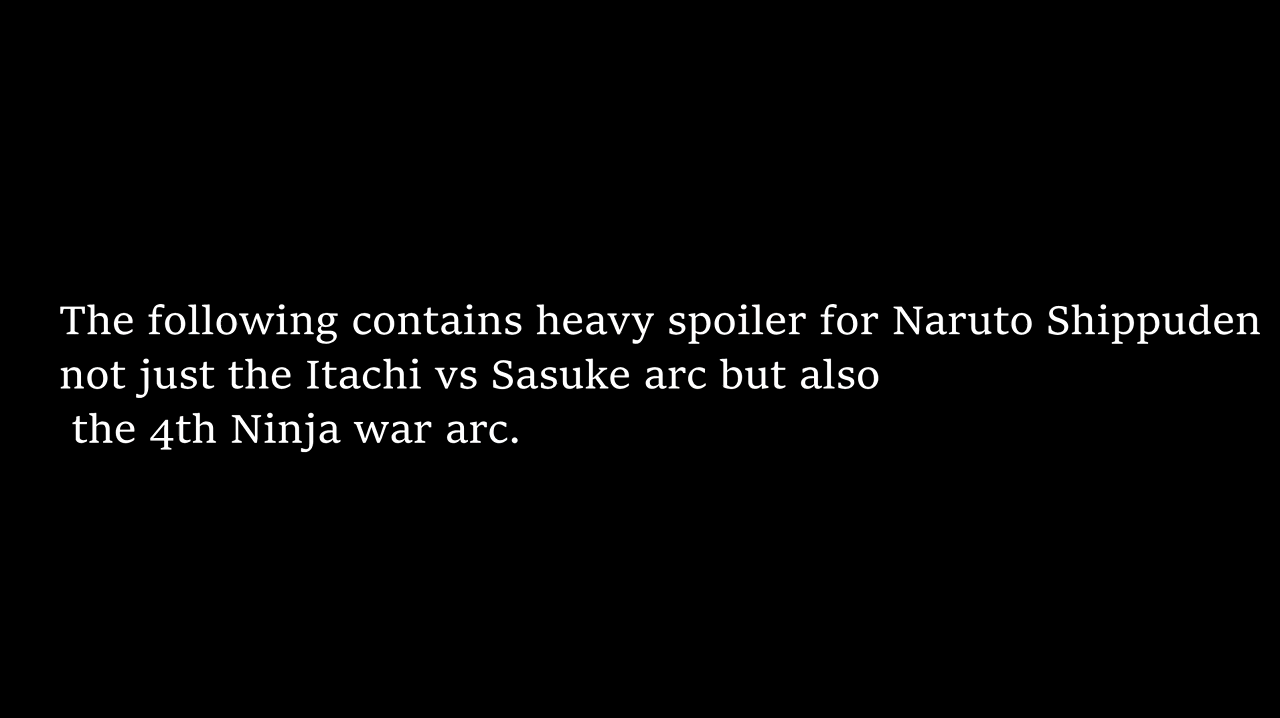 The following contains heavy spoiler for Naruto Shippuden
not just the Itachi vs Sasuke arc but also
the 4th Ninja war arc.